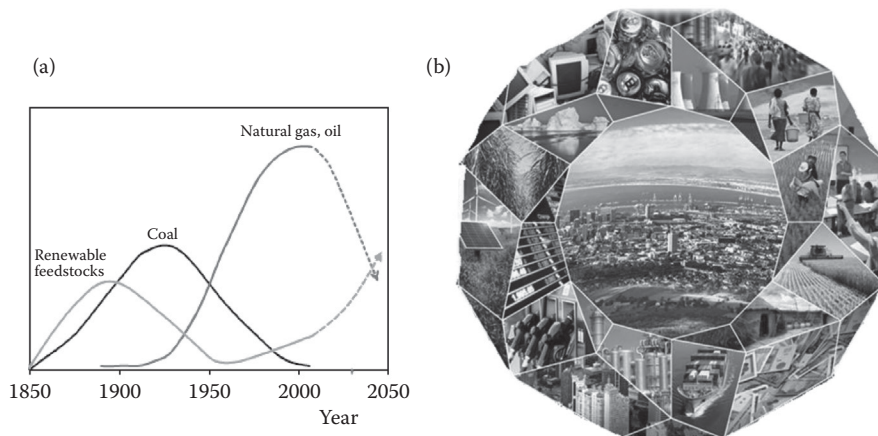 (a)
(b)
Natural gas, oil
Coal
Renewable
feedstocks
1850 1900 1950 2000 2050
Year